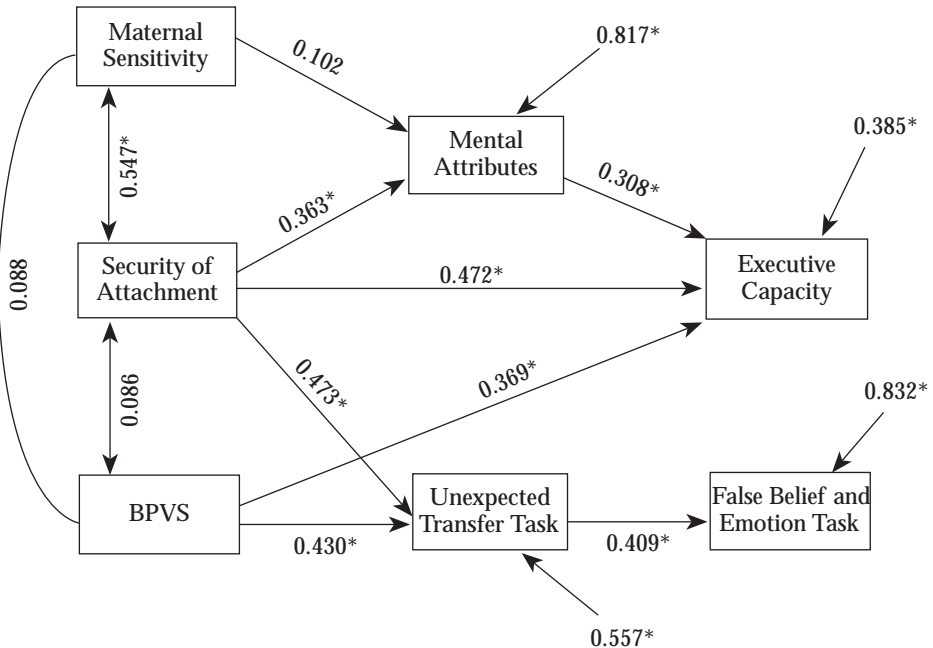 Maternal
Sensitivity
0.102
0.817*
Mental
Attributes
0.385*
0.547*
0.363*
0.308*
0.088
Security of
Attachment
0.472*
Executive
Capacity
0.086
0.473*
0.369*
0.832*
BPVS
0.430*
Unexpected
Transfer Task
0.409*
False Belief and
Emotion Task
0.557*